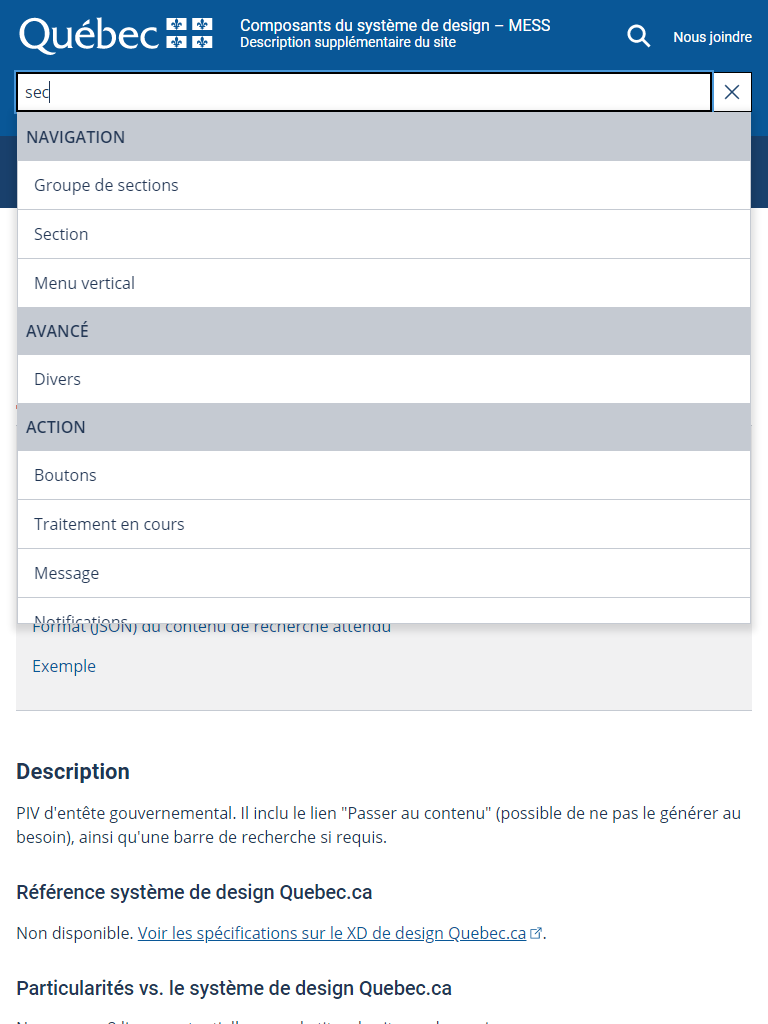 Québec
Composants du système de design – MESS
Description supplémentaire du site
Nous joindre
sec
NAVIGATION
Groupe de sections
Section
Menu vertical
AVANCÉ
Divers
ACTION
Boutons
Traitement en cours
Message
Notifications
Format (JSON) du contenu de recherche attendu
Exemple
Description
PIV d'entête gouvernemental. Il inclu le lien "Passer au contenu" (possible de ne pas le générer au
besoin), ainsi qu'une barre de recherche si requis.
Référence système de design Quebec.ca
Non disponible. Voir les spécifications sur le XD de design Quebec.ca.
Particularités vs. le système de design Quebec.ca